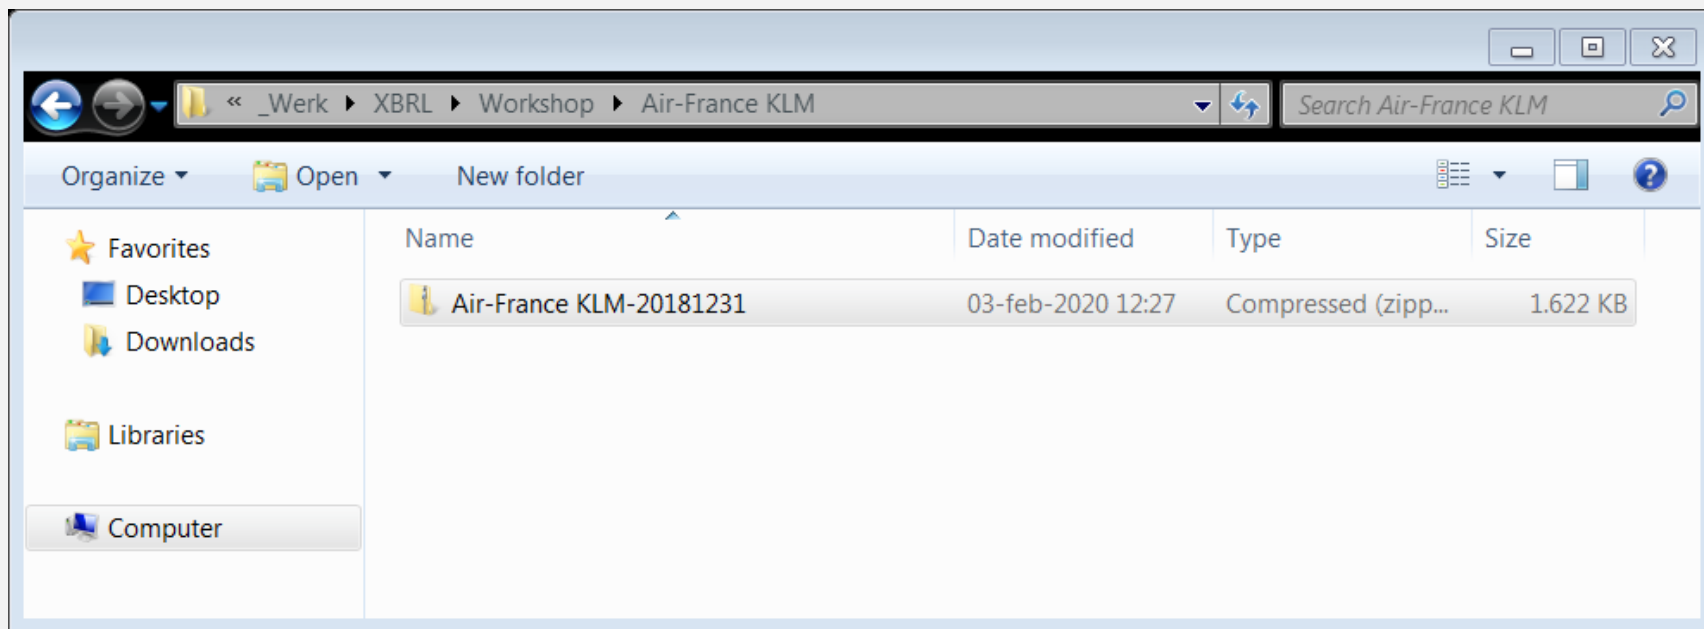 « _Werk ▸ XBRL ▸ Workshop ▸ Air-France KLM
Search Air-France KLM
Organize Open New folder
Favorites
Desktop
Downloads
Libraries
Computer
Name Date modified Type Size
Air-France KLM-20181231 03-feb-2020 12:27 Compressed (zipp... 1.622 KB